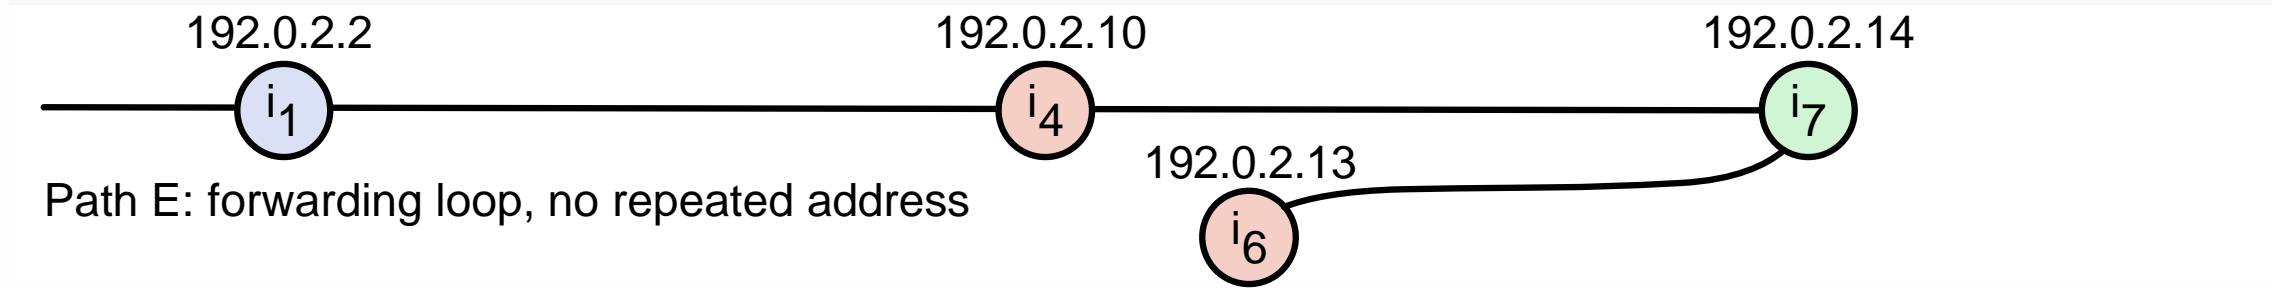 192.0.2.2 192.0.2.10 192.0.2.14
i1 i4 i7
192.0.2.13
Path E: forwarding loop, no repeated address
i6